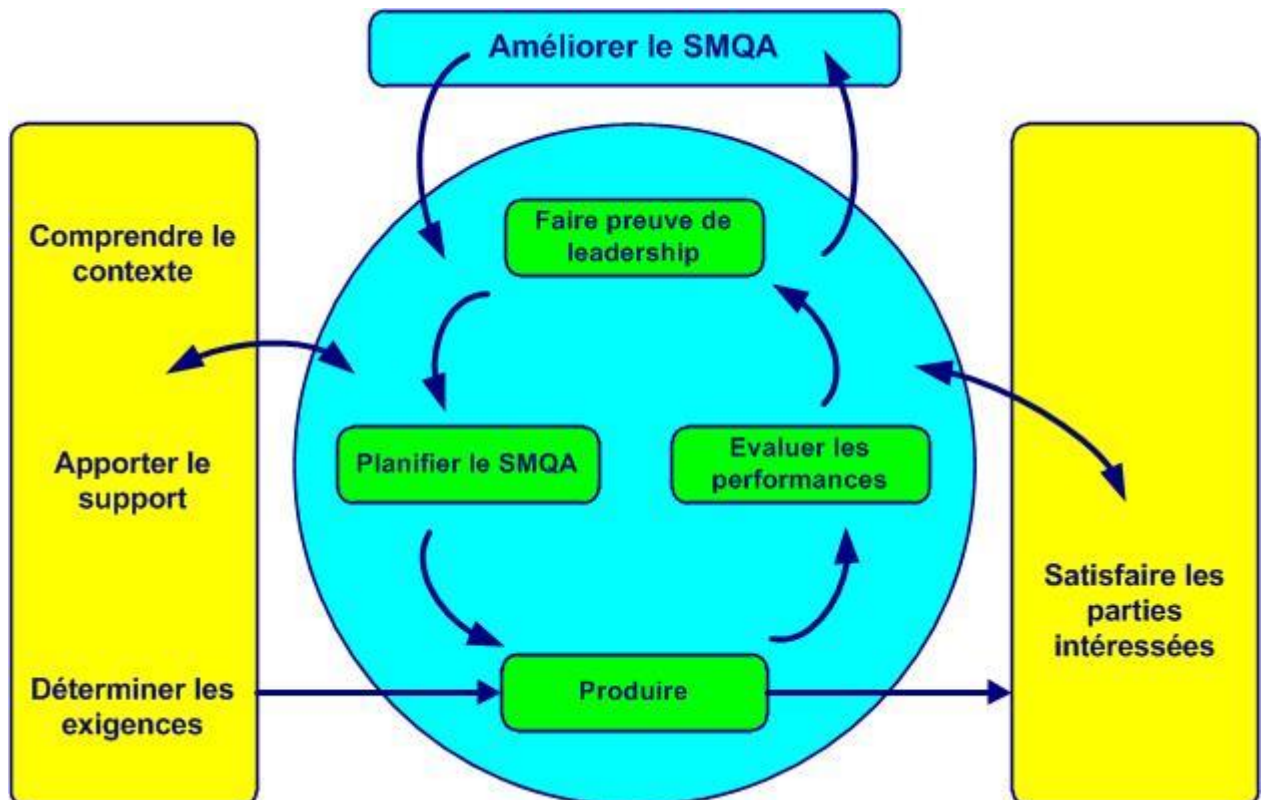 Améliorer le SMQA
Comprendre le
contexte
Apporter le
support
Déterminer les
exigences
Faire preuve de
leadership
Planifier le SMQA
Evaluer les
performances
Produire
Satisfaire les
parties
intéressées